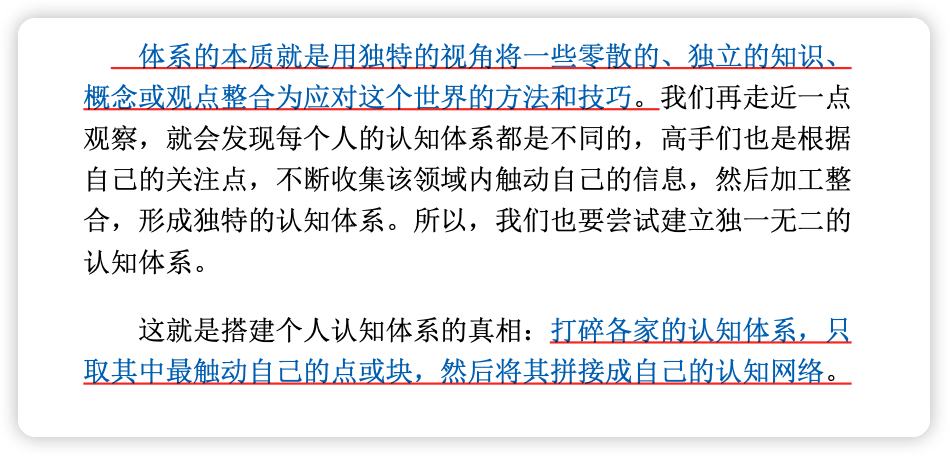 体系的本质就是用独特的视角将一些零散的、独立的知识、
概念或观点整合为应对这个世界的方法和技巧。我们再走近一点
观察，就会发现每个人的认知体系都是不同的，高手们也是根据
自己的关注点，不断收集该领域内触动自己的信息，然后加工整
合，形成独特的认知体系。所以，我们也要尝试建立独一无二的
认知体系。
这就是搭建个人认知体系的真相：打碎各家的认知体系，只
取其中最触动自己的点或块，然后将其拼接成自己的认知网络。